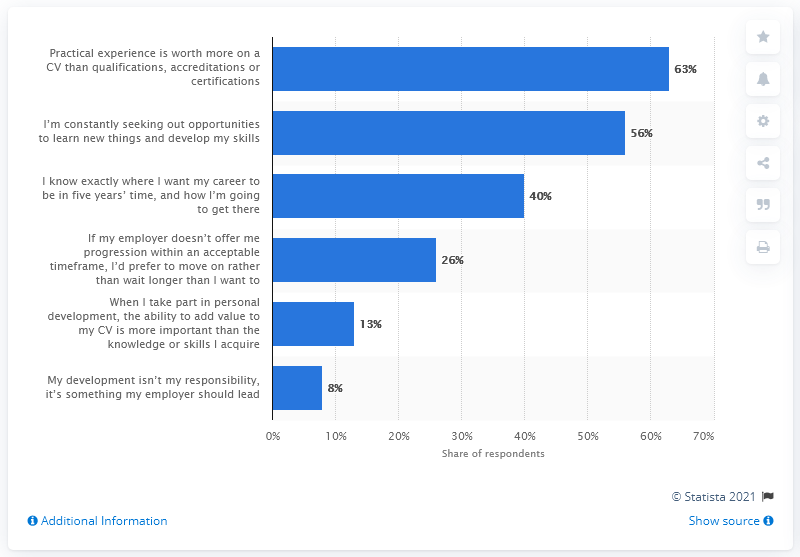 Practical experience is worth more on a
CV than qualifications, accreditations or
certifications
63%
I’m constantly seeking out opportunities
to learn new things and develop my skills
56%
I know exactly where I want my career to
be in five years’ time, and how I’m going
to get there
40%
If my employer doesn’t offer me
progression within an acceptable
timeframe, I’d prefer to move on rather
than wait longer than I want to
26%
When I take part in personal
development, the ability to add value to
my CV is more important than the
knowledge or skills I acquire
13%
My development isn’t my responsibility,
it’s something my employer should lead
8%
0% 10% 20% 30% 40% 50% 60% 70%
Share of respondents
© Statista 2021
Additional Information
Show source